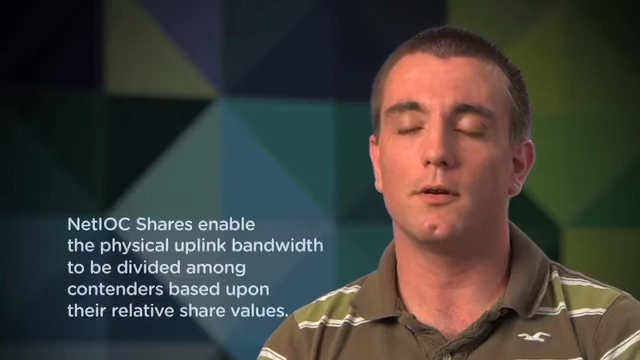 NetIOC Shares enable
the physical uplink bandwidth
to be divided among
contenders based upon
their relative share values.